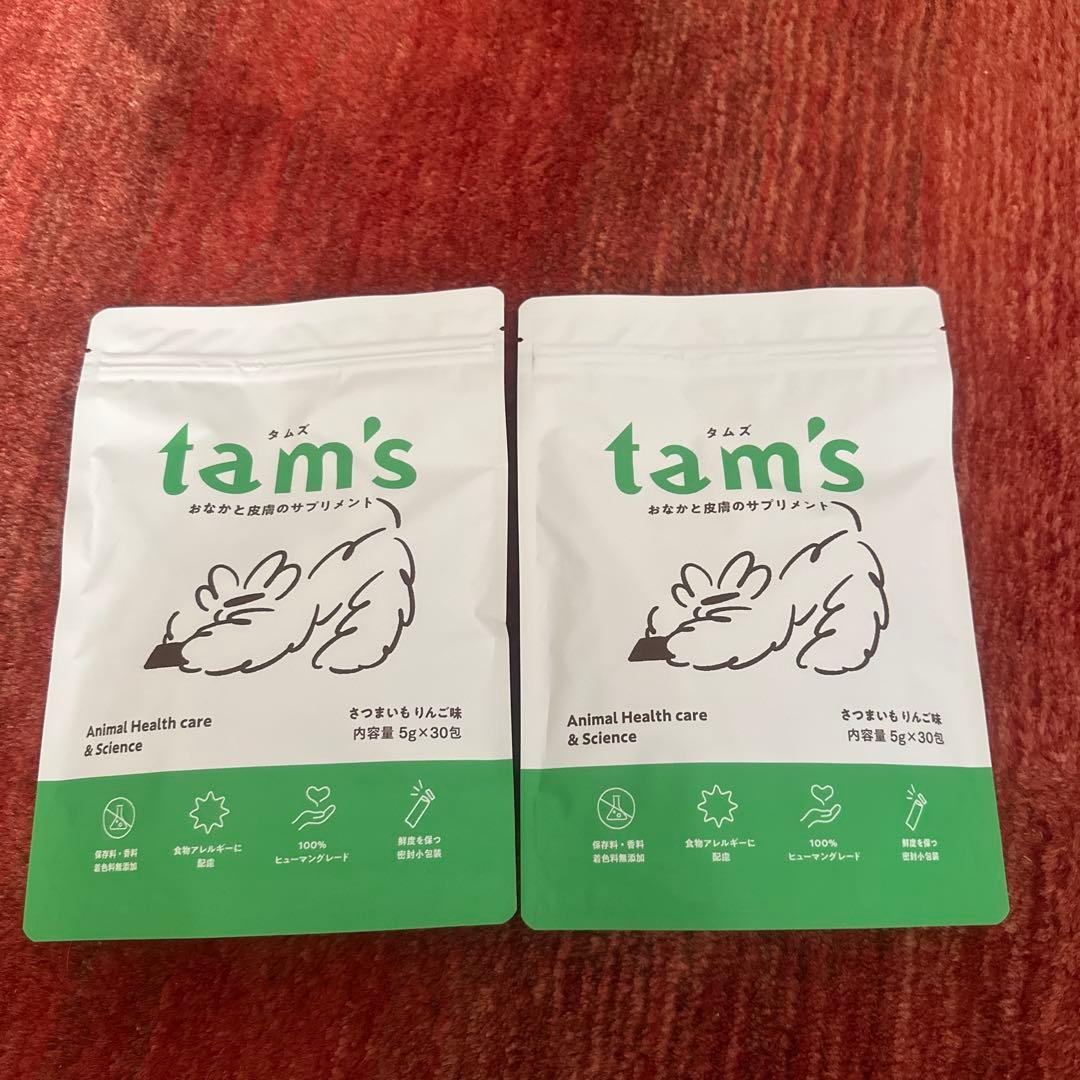 タムズ
tam's
おなかと皮膚のサプリメント
Animal Health care
& Science
さつまいも りんご味
内容量 5g×30包
保存料・香料
着色料無添加
食物アレルギーに
配慮
100%
ヒューマングレード
鮮度を保つ
密封小包装
タムズ
tam's
おなかと皮膚のサプリメント
Animal Health care
& Science
さつまいも りんご味
内容量 5g×30包
保存料・香料
着色料無添加
食物アレルギーに
配慮
100%
ヒューマングレード
鮮度を保つ
密封小包装